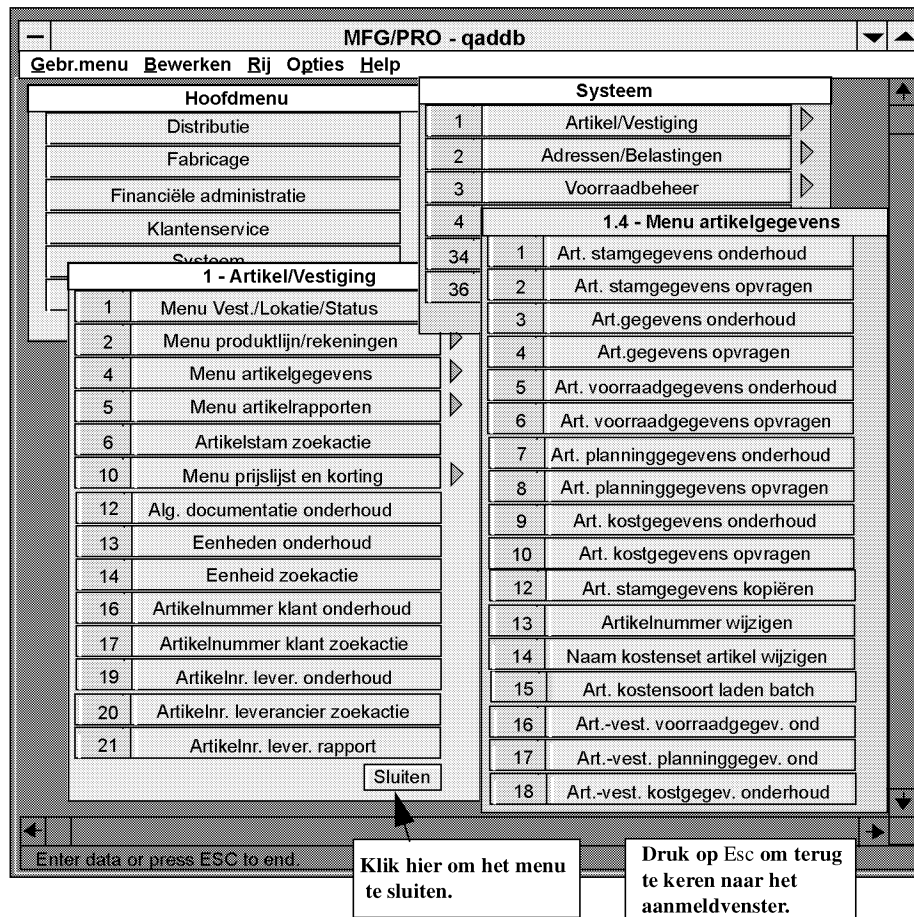 MFG/PRO - qaddb
Gebr.menu Bewerken Rij Opties Help
Hoofdmenu
Distributie
Fabricage
Financiële administratie
Klantenservice
Systeem
Systeem
1 Artikel/Vestiging
2 Adressen/Belastingen
3 Voorraadbeheer
4
34
36
1 - Artikel/Vestiging
1 Menu Vest./Lokatie/Status
2 Menu produktlijn/rekeningen
4 Menu artikelgegevens
5 Menu artikelrapporten
6 Artikelstam zoekactie
10 Menu prijslijst en korting
12 Alg. documentatie onderhoud
13 Eenheden onderhoud
14 Eenheid zoekactie
16 Artikelnummer klant onderhoud
17 Artikelnummer klant zoekactie
19 Artikelnr. lever. onderhoud
20 Artikelnr. leverancier zoekactie
21 Artikelnr. lever. rapport
Sluiten
1.4 - Menu artikelgegevens
1 Art. stamgegevens onderhoud
2 Art. stamgegevens opvragen
3 Art.gegevens onderhoud
4 Art.gegevens opvragen
5 Art. voorraadgegevens onderhoud
6 Art. voorraadgegevens opvragen
7 Art. planninggegevens onderhoud
8 Art. planninggegevens opvragen
9 Art. kostgegevens onderhoud
10 Art. kostgegevens opvragen
12 Art. stamgegevens kopiëren
13 Artikelnummer wijzigen
14 Naam kostenset artikel wijzigen
15 Art. kostensoort laden batch
16 Art.-vest. voorraadgegev. ond
17 Art.-vest. planninggegev. ond
18 Art.-vest. kostgegev. onderhoud
Enter data or press ESC to end.
Klik hier om het menu
te sluiten.
Druk op Esc om terug
te keren naar het
aanmeldvenster.